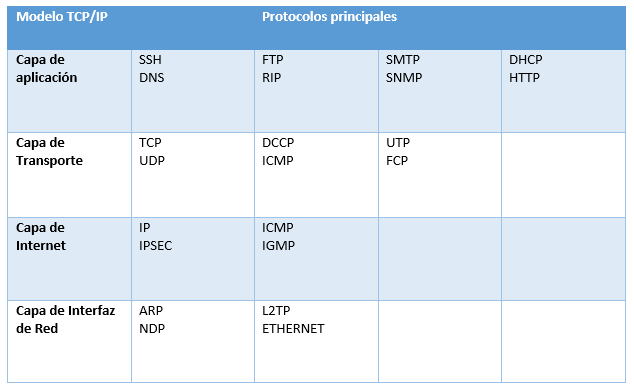 Modelo TCP/IP Protocolos principales
Capa de aplicación
SSH
DNS
FTP
RIP
SMTP
SNMP
DHCP
HTTP
Capa de Transporte
TCP
UDP
DCCP
ICMP
UTP
FCP
Capa de Internet
IP
IPSEC
ICMP
IGMP
Capa de Interfaz de Red
ARP
NDP
L2TP
ETHERNET